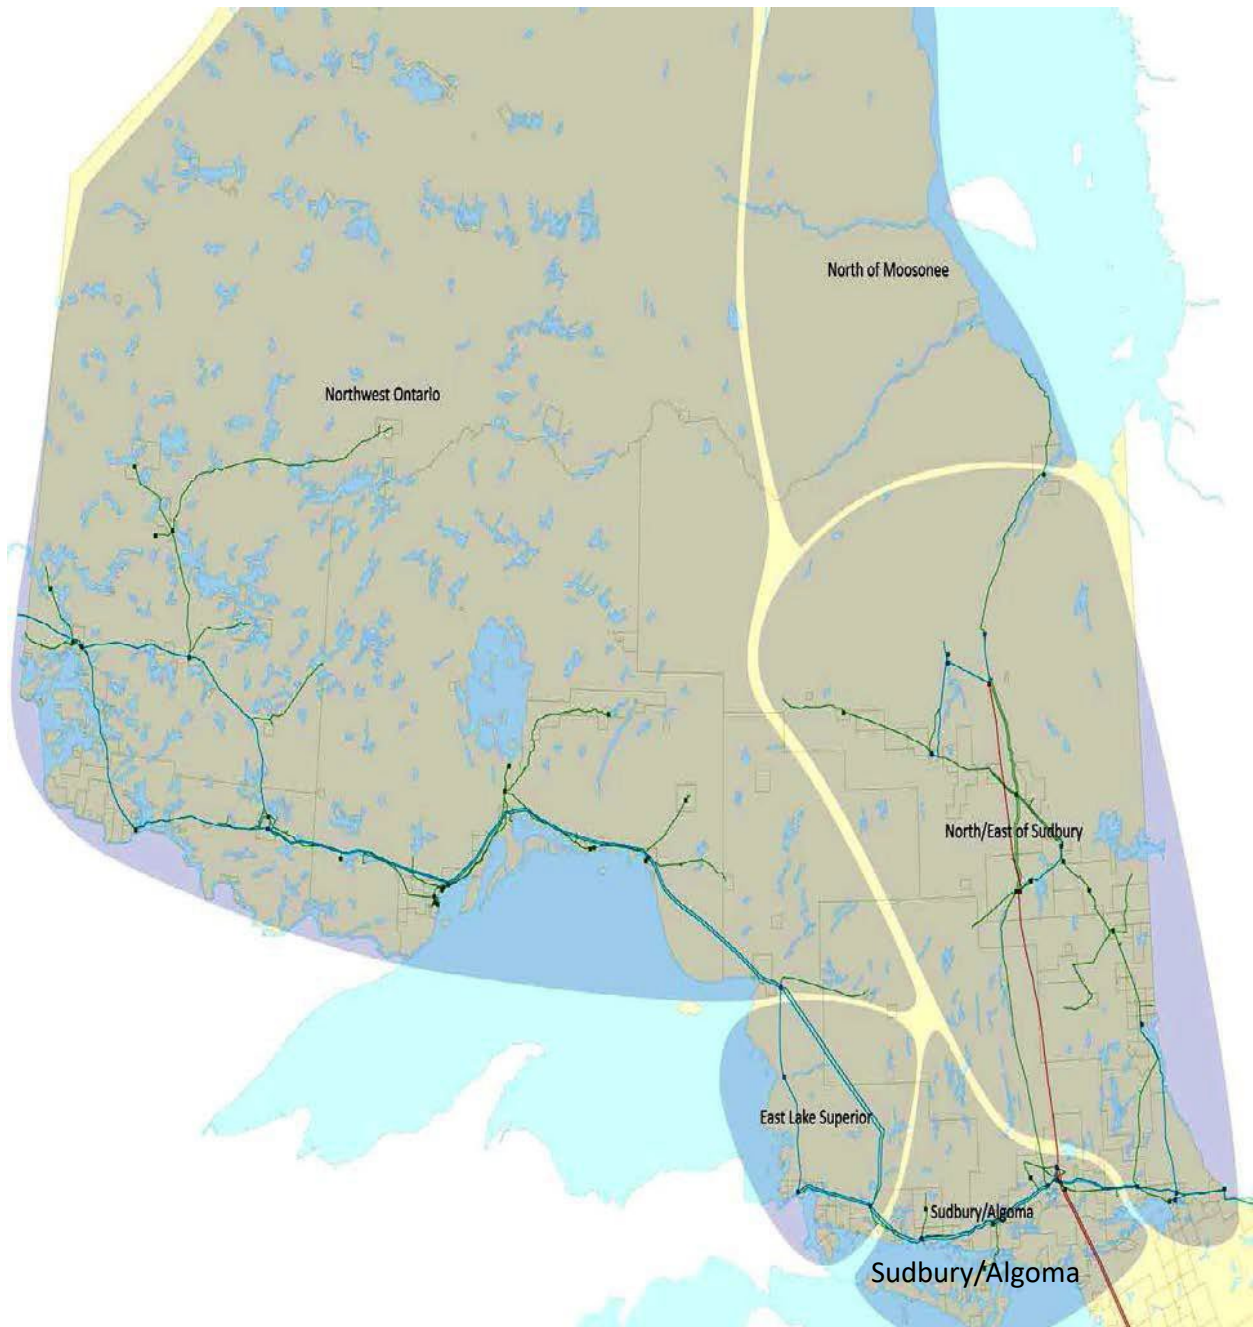 North of Moosonee
Northwest Ontario
North/East of Sudbury
East Lake Superior
Sudbury/Algoma
Sudbury/Algoma